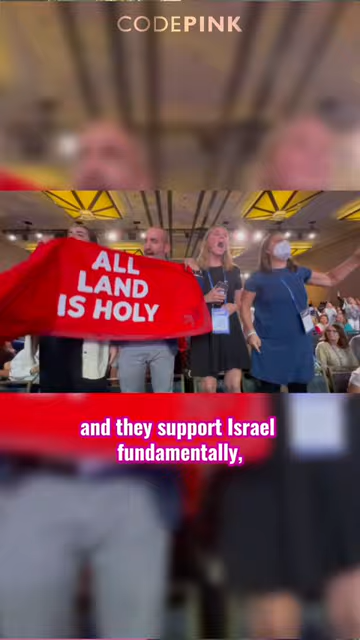 CODEPINK
ALL
LAND
IS HOLY
and they support Israel
fundamentally,